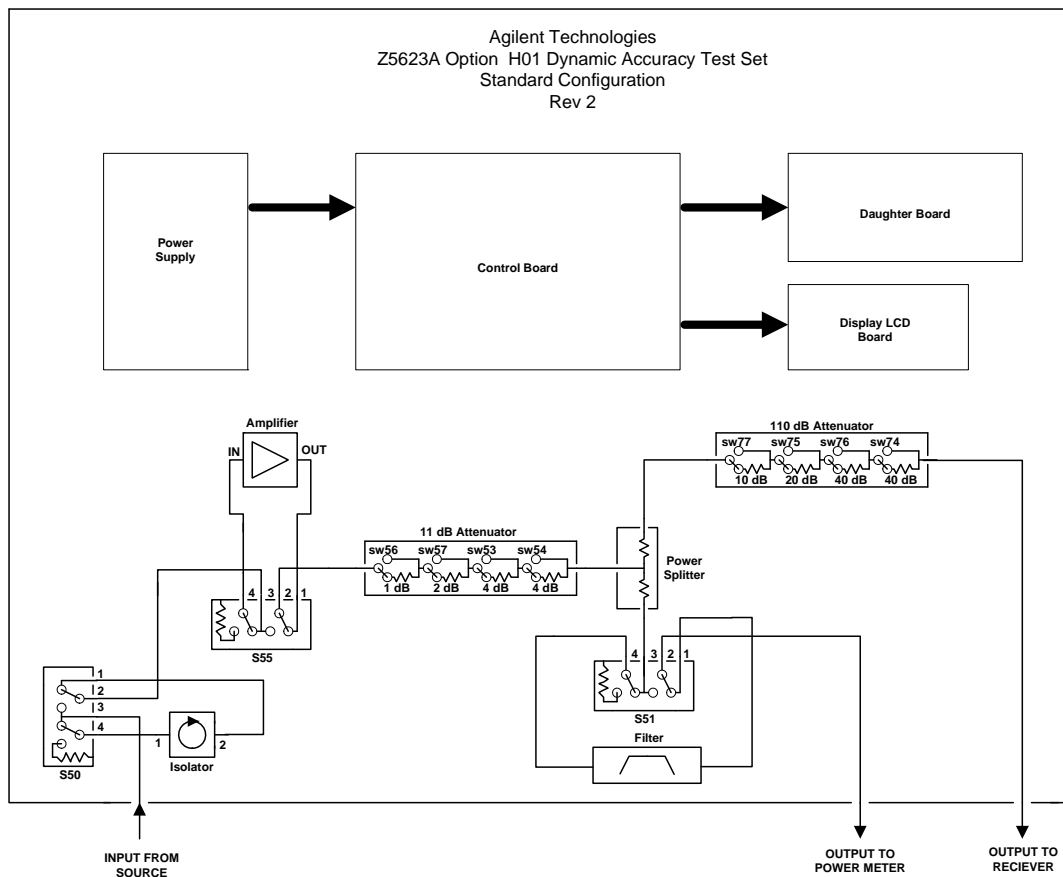 Agilent Technologies
Z5623A Option H01 Dynamic Accuracy Test Set
Standard Configuration
Rev 2
Power
Supply
Control Board
Daughter Board
Display LCD
Board
Amplifier
IN
OUT
110 dB Attenuator
sw77 sw75 sw76 sw74
10 dB 20 dB 40 dB 40 dB
11 dB Attenuator
sw56 sw57 sw53 sw54
1 dB 2 dB 4 dB 4 dB
Power
Splitter
4 3 2 1
S55
4 3 2 1
S51
Filter
1
2
3
4
S50
1
2
Isolator
INPUT FROM
SOURCE
OUTPUT TO
POWER METER
OUTPUT TO
RECIEVER